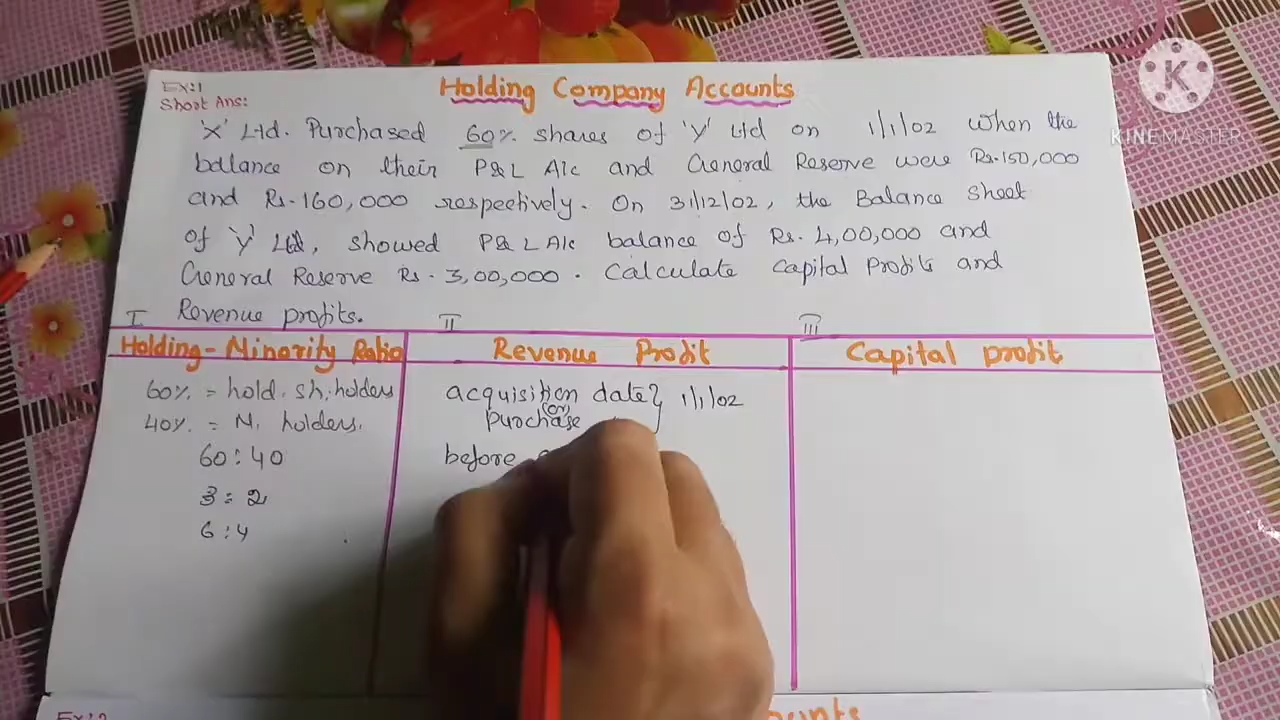 Ex:1
Short Ans:
Holding Company Accounts
'X' Ltd. Purchased 60% shares of 'Y' Ltd on 1/1/02 when the
balance on their P&L A/c and General Reserve were Rs.150,000
and Rs.160,000 respectively. On 31/12/02, the Balance Sheet
of 'Y' Ltd, showed P&L A/c balance of Rs. 4,00,000 and
General Reserve Rs. 3,00,000. Calculate Capital Profits and
Revenue profits.
I
II
III
Holding-Minority Ratio
Revenue Profit
Capital profit
60% = hold. sh. holders
40% = M. holders.
60:40
3:2
6:4
acquisition date} 1/1/02
(or)
purchase
before
Ex:2
K
KINEMASTER